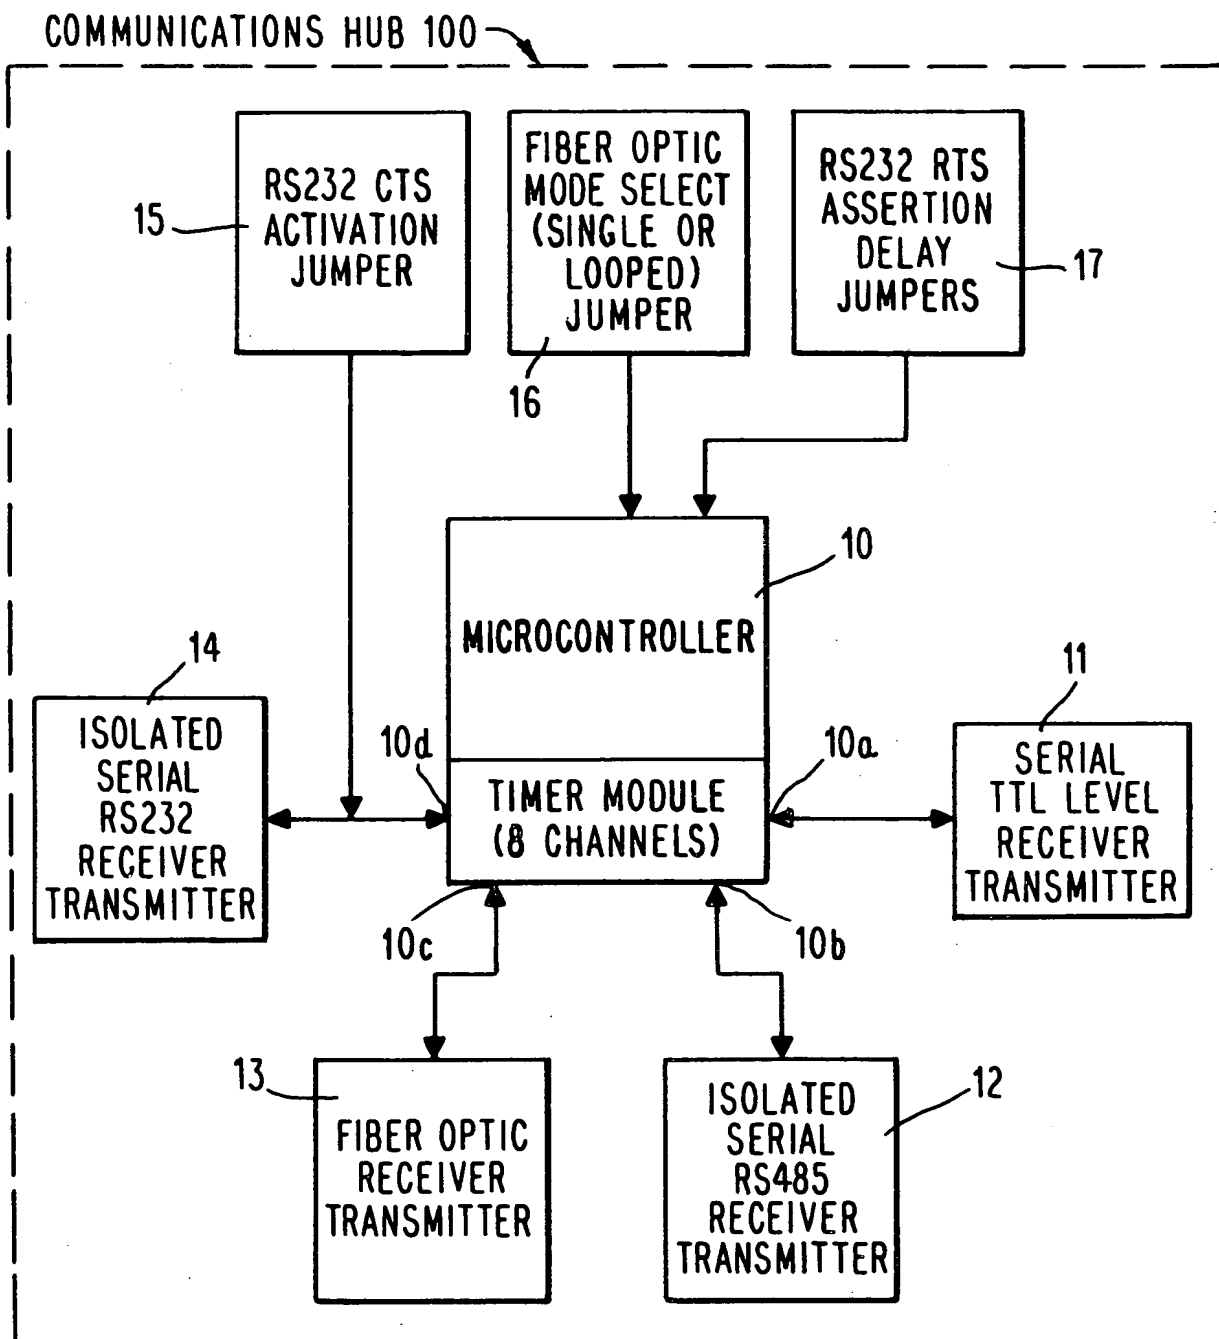 COMMUNICATIONS HUB 100
RS232 CTS
ACTIVATION
JUMPER
15
FIBER OPTIC
MODE SELECT
(SINGLE OR
LOOPED)
JUMPER
16
RS232 RTS
ASSERTION
DELAY
JUMPERS
17
10
MICROCONTROLLER
TIMER MODULE
(8 CHANNELS)
10d
10a
10c
10b
14
ISOLATED
SERIAL
RS232
RECEIVER
TRANSMITTER
11
SERIAL
TTL LEVEL
RECEIVER
TRANSMITTER
13
FIBER OPTIC
RECEIVER
TRANSMITTER
12
ISOLATED
SERIAL
RS485
RECEIVER
TRANSMITTER